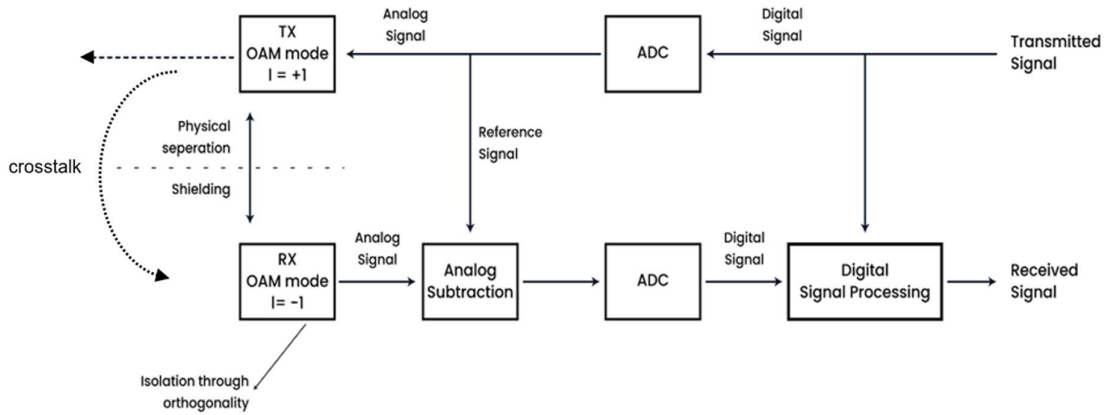 Analog
Signal
Digital
Signal
TX
OAM mode
l = +1
ADC
Transmitted
Signal
Physical
seperation
Reference
Signal
crosstalk
Shielding
RX
OAM mode
l= -1
Analog
Signal
Analog
Subtraction
ADC
Digital
Signal
Digital
Signal Processing
Received
Signal
Isolation through
orthogonality